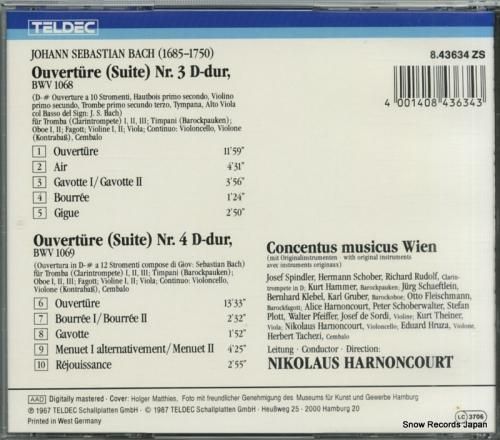 TELDEC
JOHANN SEBASTIAN BACH (1685–1750)
8.43634 ZS
Ouvertüre (Suite) Nr. 3 D-dur,
BWV 1068
(D-# Ouverture a 10 Stromenti, Hautbois primo secondo, Violino
primo secondo, Trombe primo secondo terzo, Tympana, Alto Viola
col Basso del Sign: J. S. Bach)
für Tromba (Clarintrompete) I, II, III; Timpani (Barockpauken);
Oboe I, II; Fagott; Violine I, II; Viola; Continuo: Violoncello, Violone
(Kontrabaß), Cembalo
4 001408 436343
1 Ouvertüre 11'59"
2 Air 4'31"
3 Gavotte I/Gavotte II 3'56"
4 Bourrée 1'24"
5 Gigue 2'50"
Ouvertüre (Suite) Nr. 4 D-dur,
BWV 1069
(Ouvertura in D-# a 12 Stromenti compose di Giov: Sebastian Bach)
für Tromba (Clarintrompete) I, II, III; Timpani (Barockpauken);
Oboe I, II, III; Fagott; Violine I, II; Viola; Continuo: Violoncello,
Violone (Kontrabaß), Cembalo
6 Ouvertüre 13'33"
7 Bourrée I/Bourrée II 2'32"
8 Gavotte 1'52"
9 Menuet I alternativement/Menuet II 4'25"
10 Réjouissance 2'55"
Concentus musicus Wien
(mit Originalinstrumenten · with original instruments
avec instruments originaux)
Josef Spindler, Hermann Schober, Richard Rudolf, Clarin-
trompete in D; Kurt Hammer, Barockpauken; Jürg Schaeftlein,
Bernhard Klebel, Karl Gruber, Barockoboe; Otto Fleischmann,
Barockfagott; Alice Harnoncourt, Peter Schoberwalter, Stefan
Plott, Walter Pfeiffer, Josef de Sordi, Violine; Kurt Theiner,
Viola; Nikolaus Harnoncourt, Violoncello; Eduard Hruza, Violone;
Herbert Tachezi, Cembalo
Leitung · Conductor · Direction:
NIKOLAUS HARNONCOURT
AAD Digitally mastered · Cover: Holger Matthies, Foto mit freundlicher Genehmigung des Museums für Kunst und Gewerbe Hamburg
℗ 1967 TELDEC Schallplatten GmbH · © 1987 TELDEC Schallplatten GmbH · Heußweg 25 · 2000 Hamburg 20
Printed in West Germany
LC 3706
Snow Records Japan